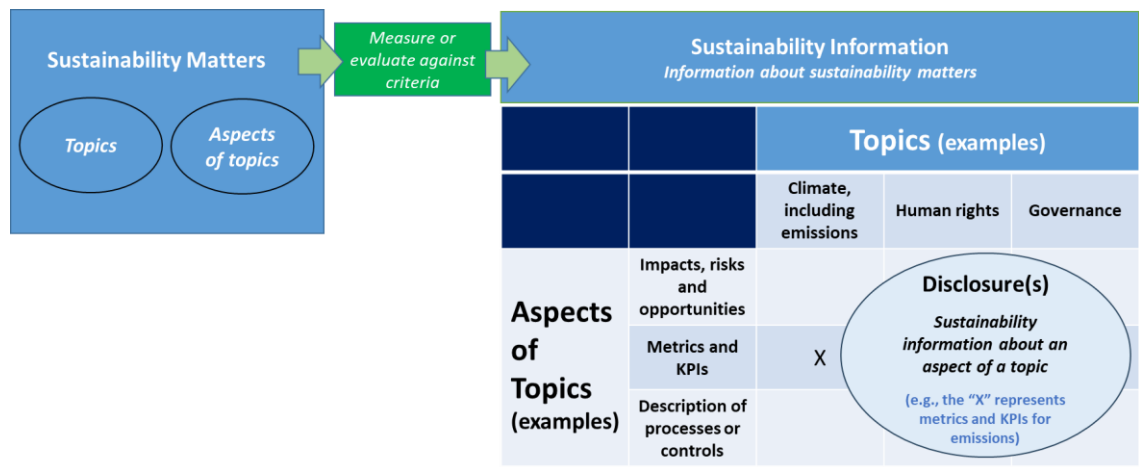 Sustainability Matters
Topics
Aspects
of topics
Measure or
evaluate against
criteria
Sustainability Information
Information about sustainability matters
Topics (examples)
Climate,
including
emissions
Human rights
Governance
Aspects
of
Topics
(examples)
Impacts, risks
and
opportunities
Metrics and
KPIs
X
Description of
processes or
controls
Disclosure(s)
Sustainability
information about an
aspect of a topic
(e.g., the “X” represents
metrics and KPIs for
emissions)